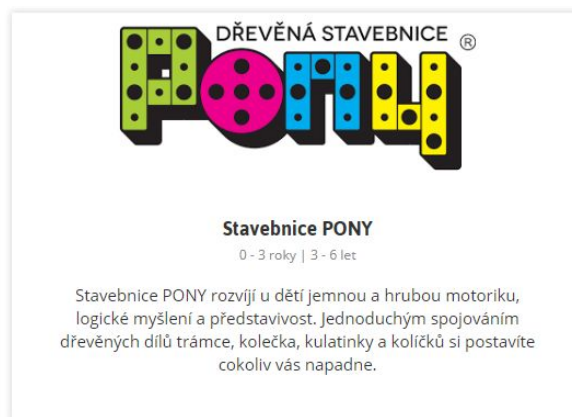 DŘEVĚNÁ STAVEBNICE ®
PONY
Stavebnice PONY
0 - 3 roky | 3 - 6 let
Stavebnice PONY rozvíjí u dětí jemnou a hrubou motoriku,
logické myšlení a představivost. Jednoduchým spojováním
dřevěných dílů trámce, kolečka, kulatinky a kolíčků si postavíte
cokoliv vás napadne.